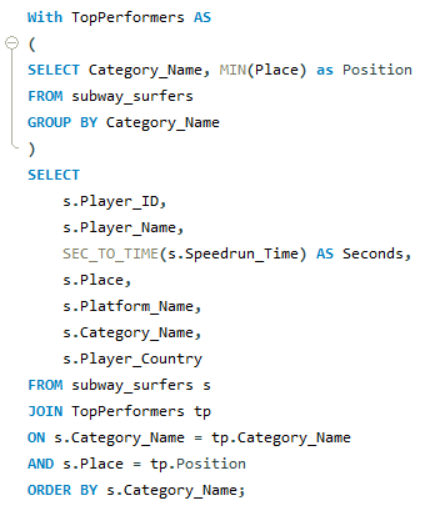 With TopPerformers AS
(
SELECT Category_Name, MIN(Place) as Position
FROM subway_surfers
GROUP BY Category_Name
)
SELECT
s.Player_ID,
s.Player_Name,
SEC_TO_TIME(s.Speedrun_Time) AS Seconds,
s.Place,
s.Platform_Name,
s.Category_Name,
s.Player_Country
FROM subway_surfers s
JOIN TopPerformers tp
ON s.Category_Name = tp.Category_Name
AND s.Place = tp.Position
ORDER BY s.Category_Name;